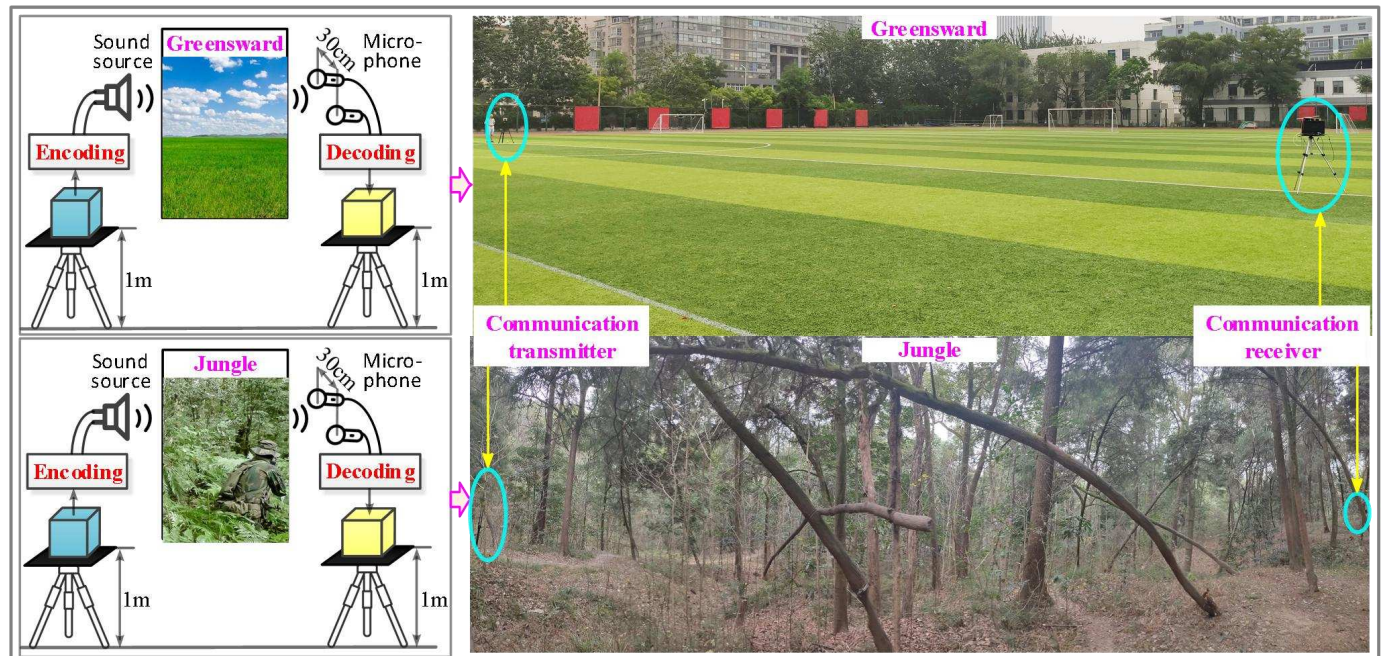 Sound
source
Greensward
30cm
Micro-
phone
Encoding
Decoding
1m
1m
Greensward
Communication
transmitter
Communication
receiver
Sound
source
Jungle
30cm
Micro-
phone
Encoding
Decoding
1m
1m
Jungle